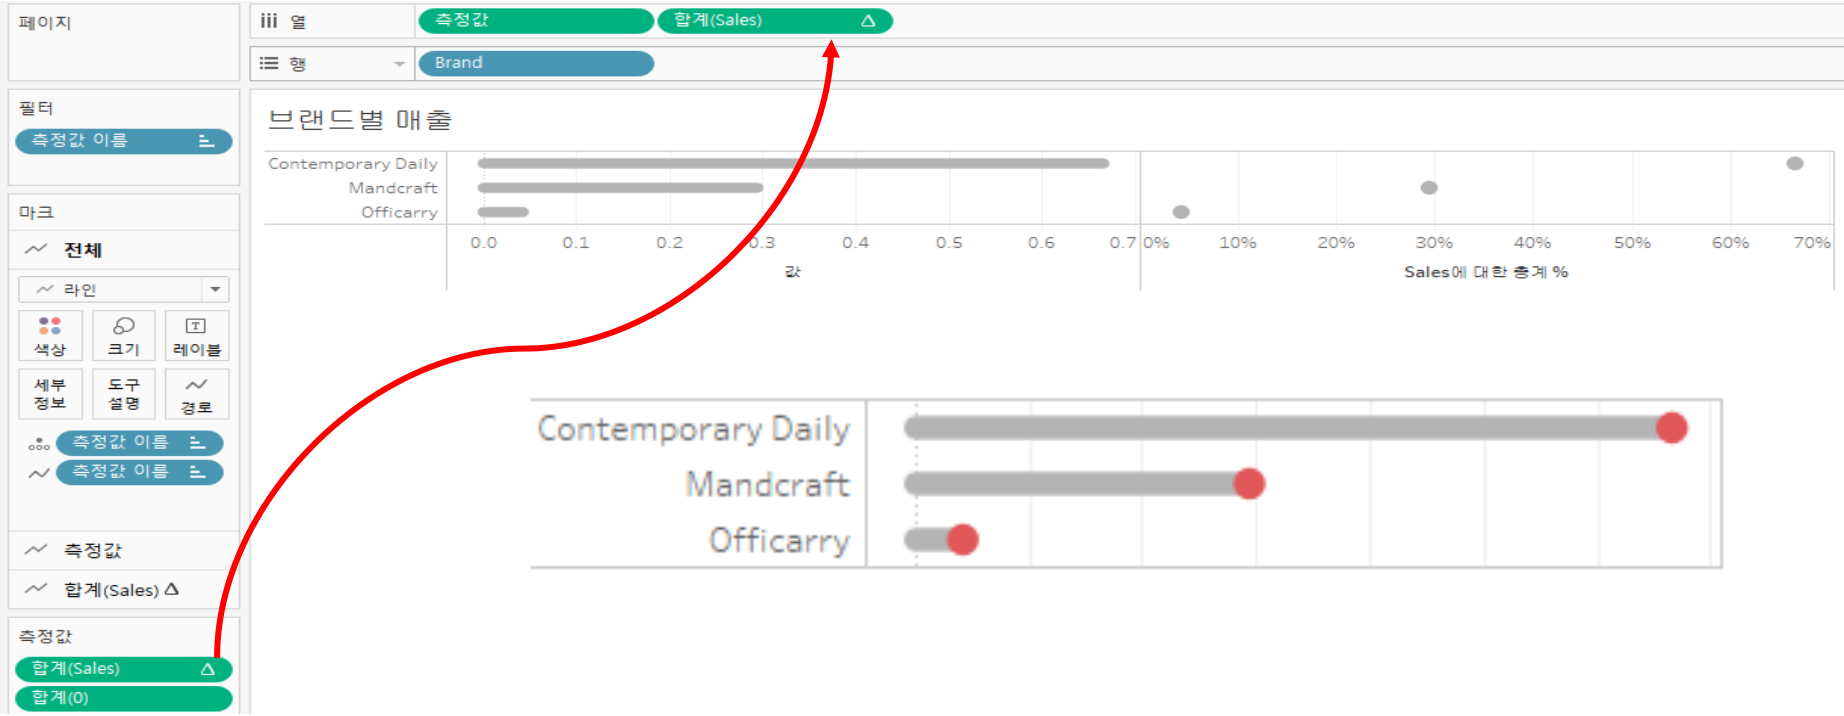 페이지
iii 열
측정값
합계(Sales) △
행
Brand
필터
측정값 이름
마크
전체
라인
색상
크기
T
레이블
세부
정보
도구
설명
경로
측정값 이름
측정값 이름
측정값
합계(Sales) △
측정값
합계(Sales) △
합계(0)
브랜드별 매출
Contemporary Daily
Mandcraft
Officarry
0.0 0.1 0.2 0.3 0.4 0.5 0.6 0.7
값
0% 10% 20% 30% 40% 50% 60% 70%
Sales에 대한 총계 %
Contemporary Daily
Mandcraft
Officarry